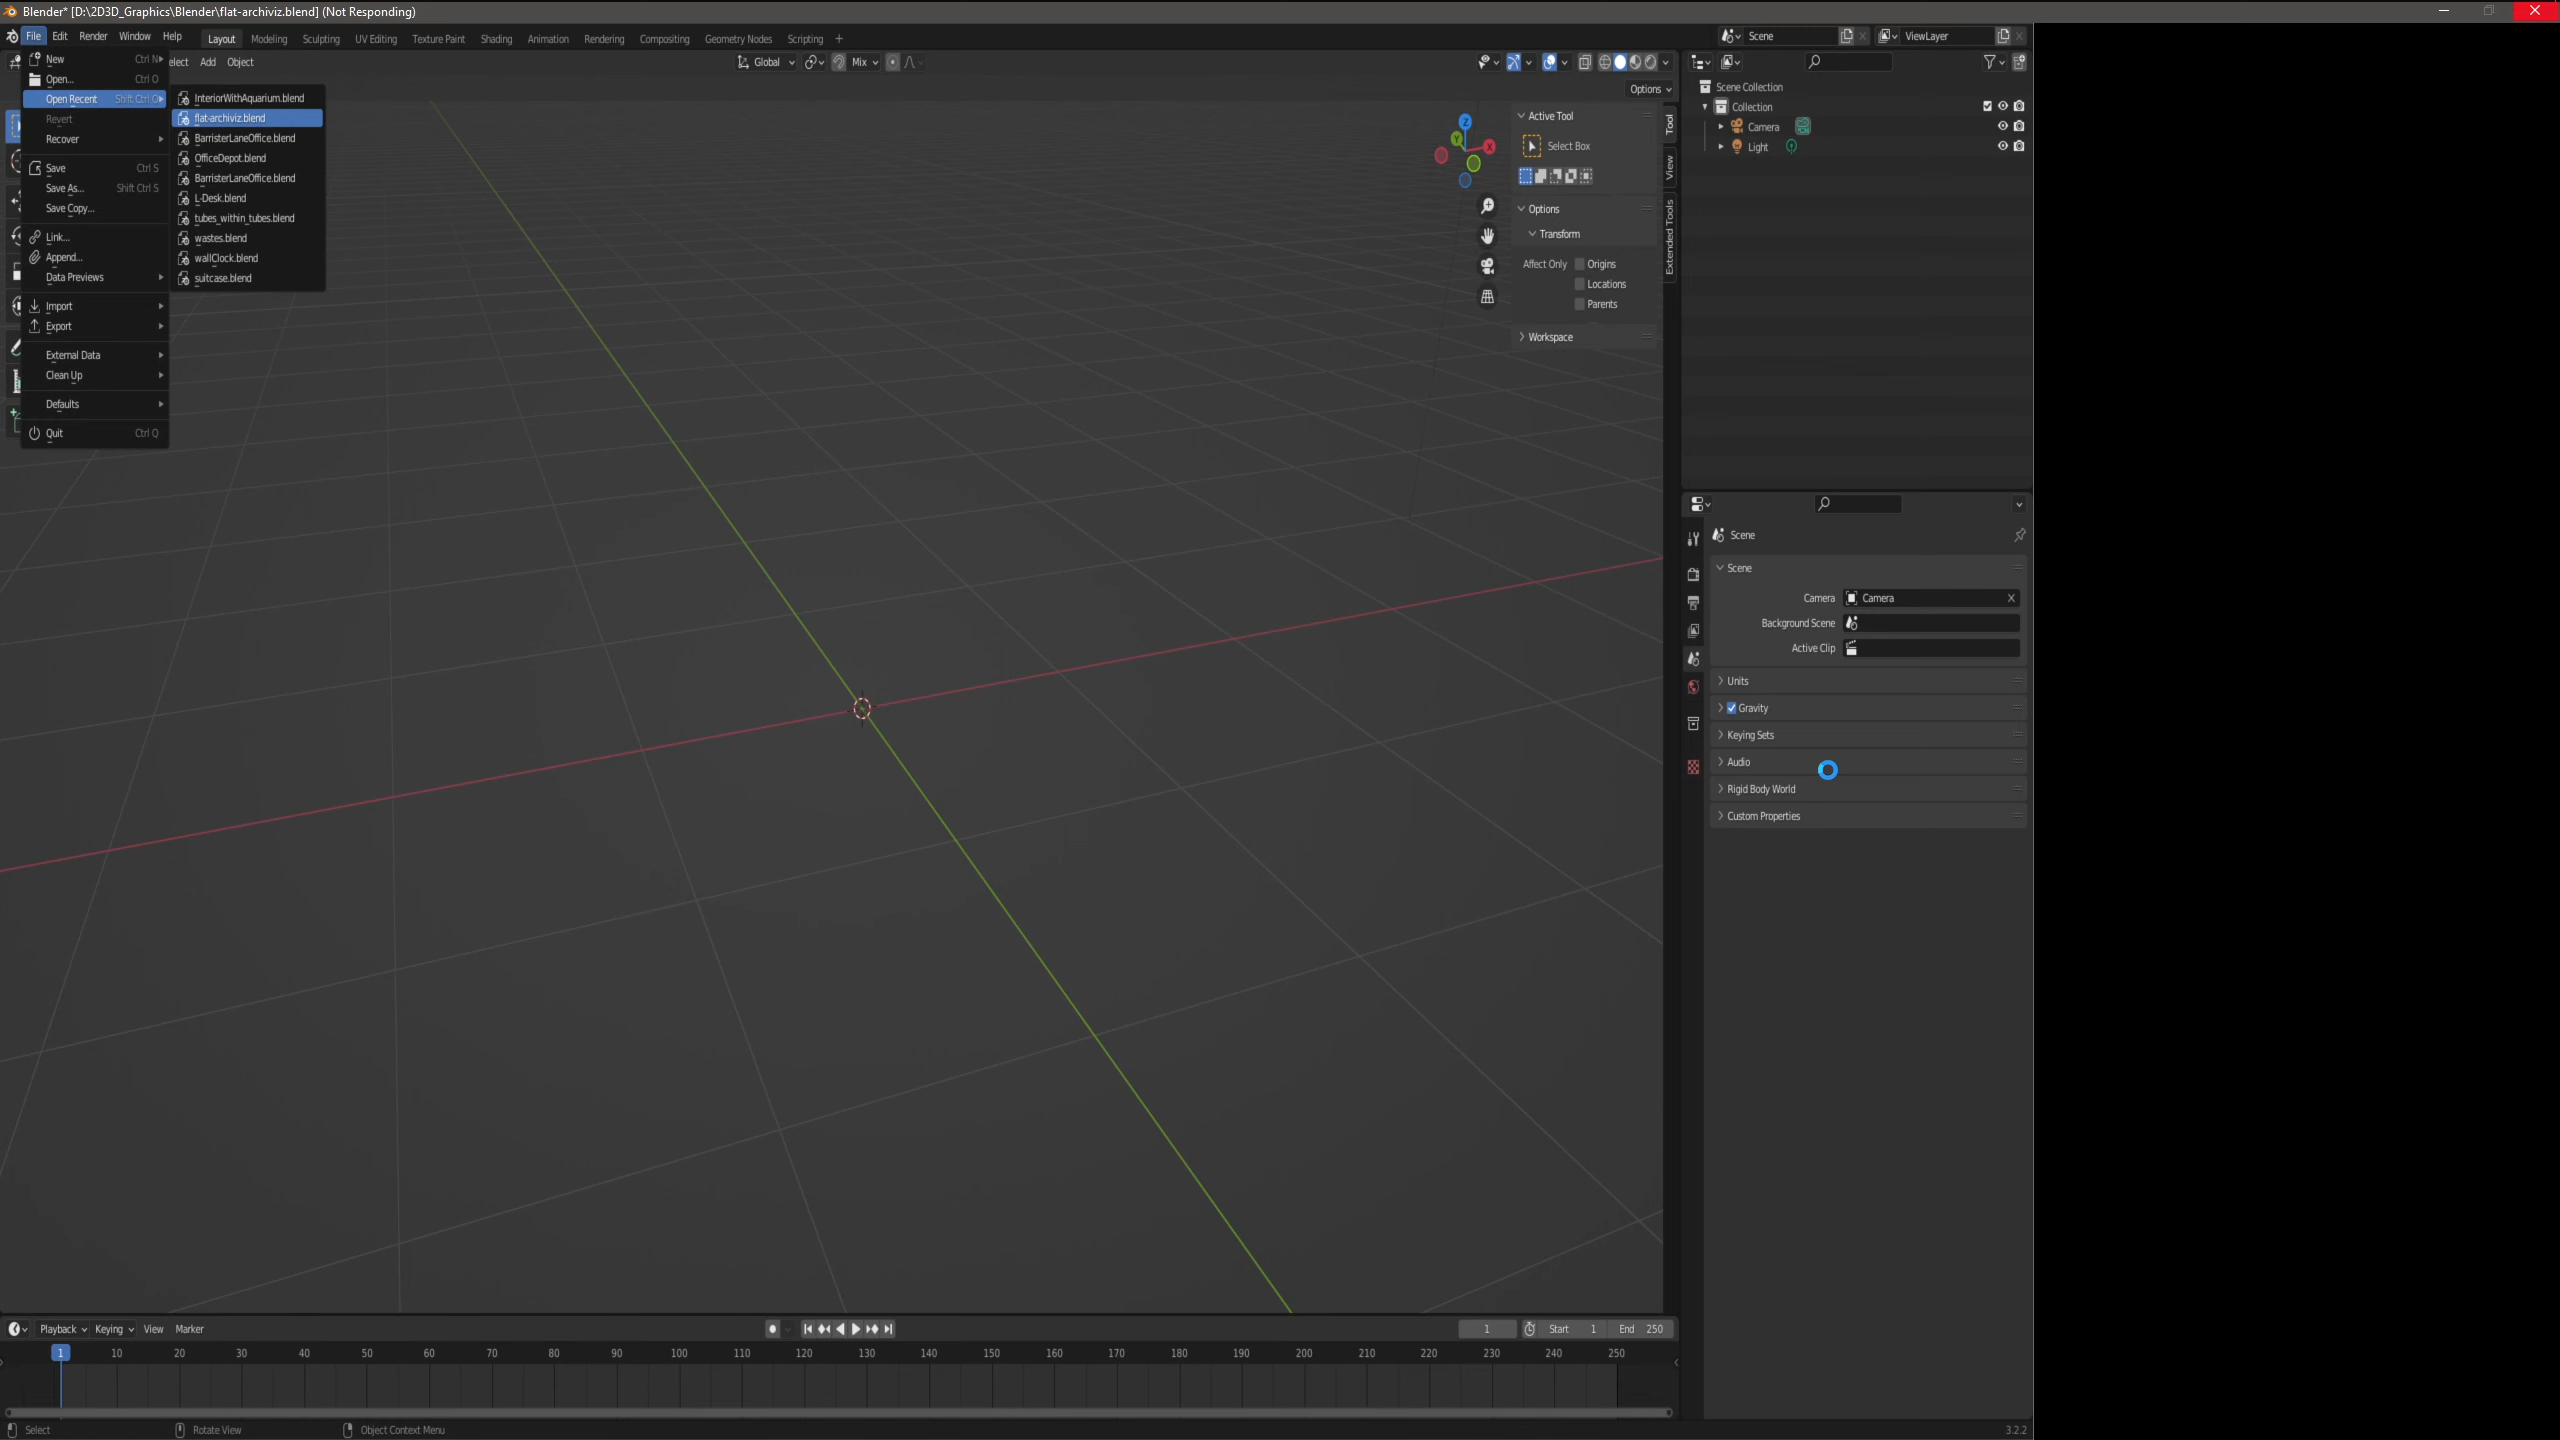 Blender* [D:\2D3D_Graphics\Blender\flat-archiviz.blend] (Not Responding)
File Edit Render Window Help Layout Modeling Sculpting UV Editing Texture Paint Shading Animation Rendering Compositing Geometry Nodes Scripting + Scene ViewLayer
elect Add Object Global Mix
Options
New Ctrl N
Open... Ctrl O
Open Recent Shift Ctrl O
Revert
Recover
Save Ctrl S
Save As... Shift Ctrl S
Save Copy...
Link...
Append...
Data Previews
Import
Export
External Data
Clean Up
Defaults
Quit Ctrl Q
InteriorWithAquarium.blend
flat-archiviz.blend
BarristerLaneOffice.blend
OfficeDepot.blend
BarristerLaneOffice.blend
L-Desk.blend
tubes_within_tubes.blend
wastes.blend
wallClock.blend
suitcase.blend
X
Y
Z
Active Tool
Select Box
Options
Transform
Affect Only Origins
Locations
Parents
Workspace
Tool
View
Extended Tools
Scene Collection
Collection
Camera
Light
Scene
Scene
Camera Camera
Background Scene
Active Clip
Units
Gravity
Keying Sets
Audio
Rigid Body World
Custom Properties
Playback Keying View Marker 1 Start 1 End 250
1 10 20 30 40 50 60 70 80 90 100 110 120 130 140 150 160 170 180 190 200 210 220 230 240 250
Select Rotate View Object Context Menu 3.2.2